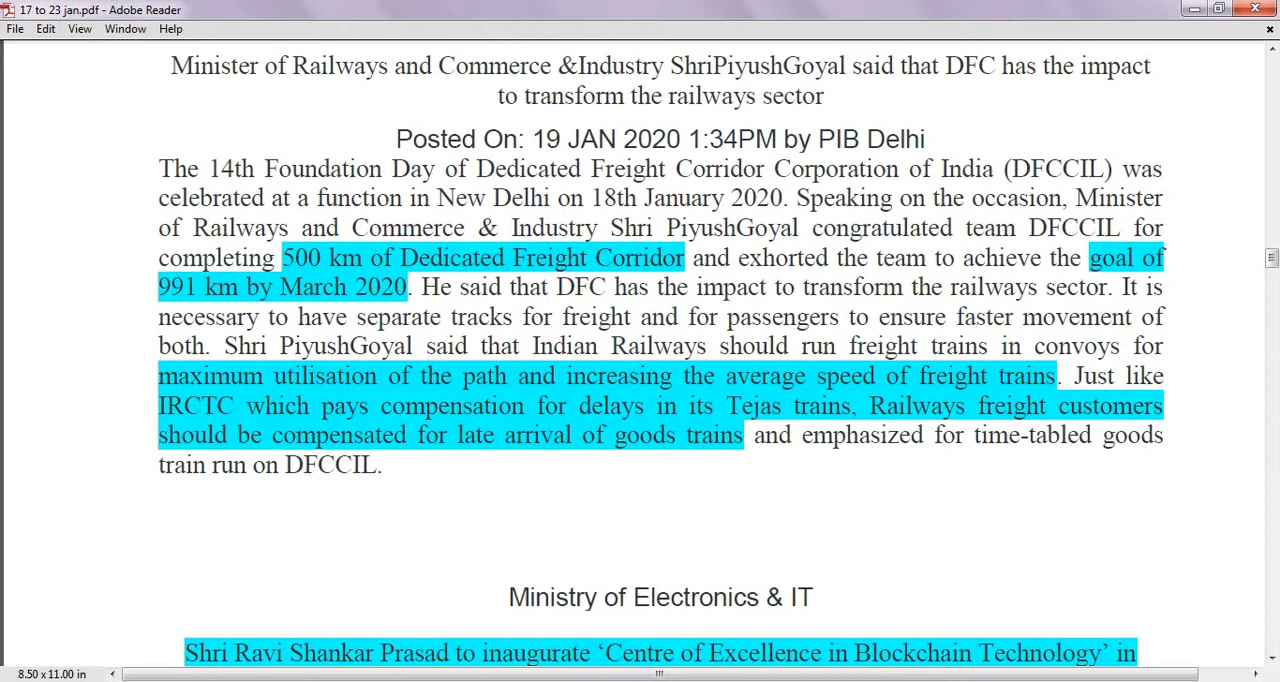 17 to 23 jan.pdf - Adobe Reader
File Edit View Window Help
Minister of Railways and Commerce &Industry ShriPiyushGoyal said that DFC has the impact
to transform the railways sector
Posted On: 19 JAN 2020 1:34PM by PIB Delhi
The 14th Foundation Day of Dedicated Freight Corridor Corporation of India (DFCCIL) was
celebrated at a function in New Delhi on 18th January 2020. Speaking on the occasion, Minister
of Railways and Commerce & Industry Shri PiyushGoyal congratulated team DFCCIL for
completing 500 km of Dedicated Freight Corridor and exhorted the team to achieve the goal of
991 km by March 2020. He said that DFC has the impact to transform the railways sector. It is
necessary to have separate tracks for freight and for passengers to ensure faster movement of
both. Shri PiyushGoyal said that Indian Railways should run freight trains in convoys for
maximum utilisation of the path and increasing the average speed of freight trains. Just like
IRCTC which pays compensation for delays in its Tejas trains, Railways freight customers
should be compensated for late arrival of goods trains and emphasized for time-tabled goods
train run on DFCCIL.
Ministry of Electronics & IT
Shri Ravi Shankar Prasad to inaugurate ‘Centre of Excellence in Blockchain Technology’ in
8.50 x 11.00 in